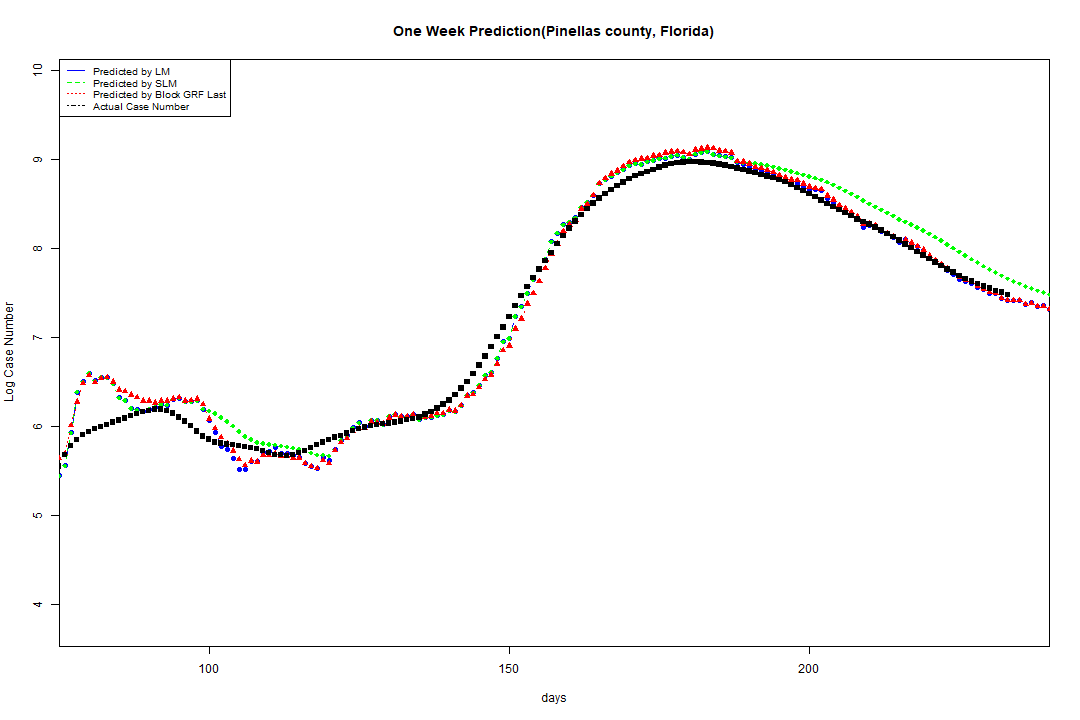 One Week Prediction(Pinellas county, Florida)
Predicted by LM
Predicted by SLM
Predicted by Block GRF Last
Actual Case Number
10
9
8
7
6
5
4
Log Case Number
100 150 200
days